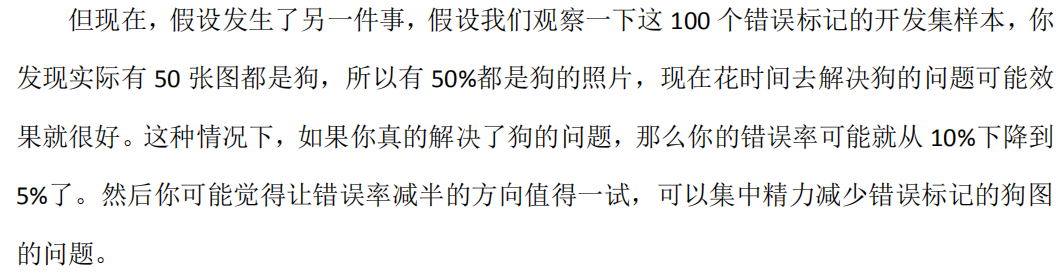 但现在，假设发生了另一件事，假设我们观察一下这 100 个错误标记的开发集样本，你
发现实际有 50 张图都是狗，所以有 50%都是狗的照片，现在花时间去解决狗的问题可能效
果就很好。这种情况下，如果你真的解决了狗的问题，那么你的错误率可能就从 10%下降到
5%了。然后你可能觉得让错误率减半的方向值得一试，可以集中精力减少错误标记的狗图
的问题。